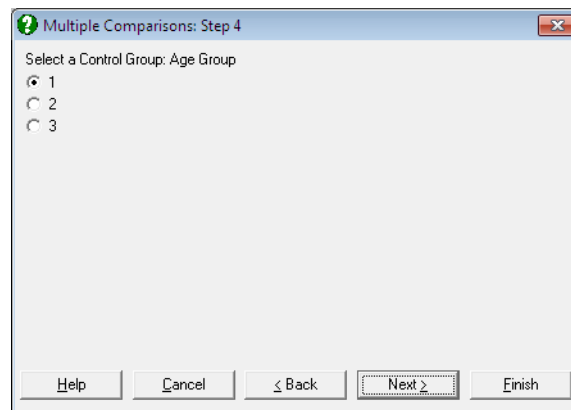 Multiple Comparisons: Step 4
Select a Control Group: Age Group
1
2
3
Help Cancel < Back Next > Finish